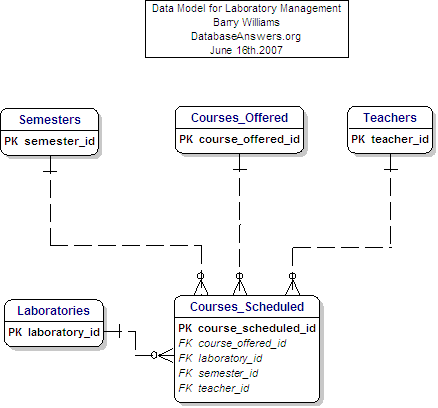 Data Model for Laboratory Management
Barry Williams
DatabaseAnswers.org
June 16th.2007
Semesters
PK semester_id
Courses_Offered
PK course_offered_id
Teachers
PK teacher_id
Laboratories
PK laboratory_id
Courses_Scheduled
PK course_scheduled_id
FK course_offered_id
FK laboratory_id
FK semester_id
FK teacher_id